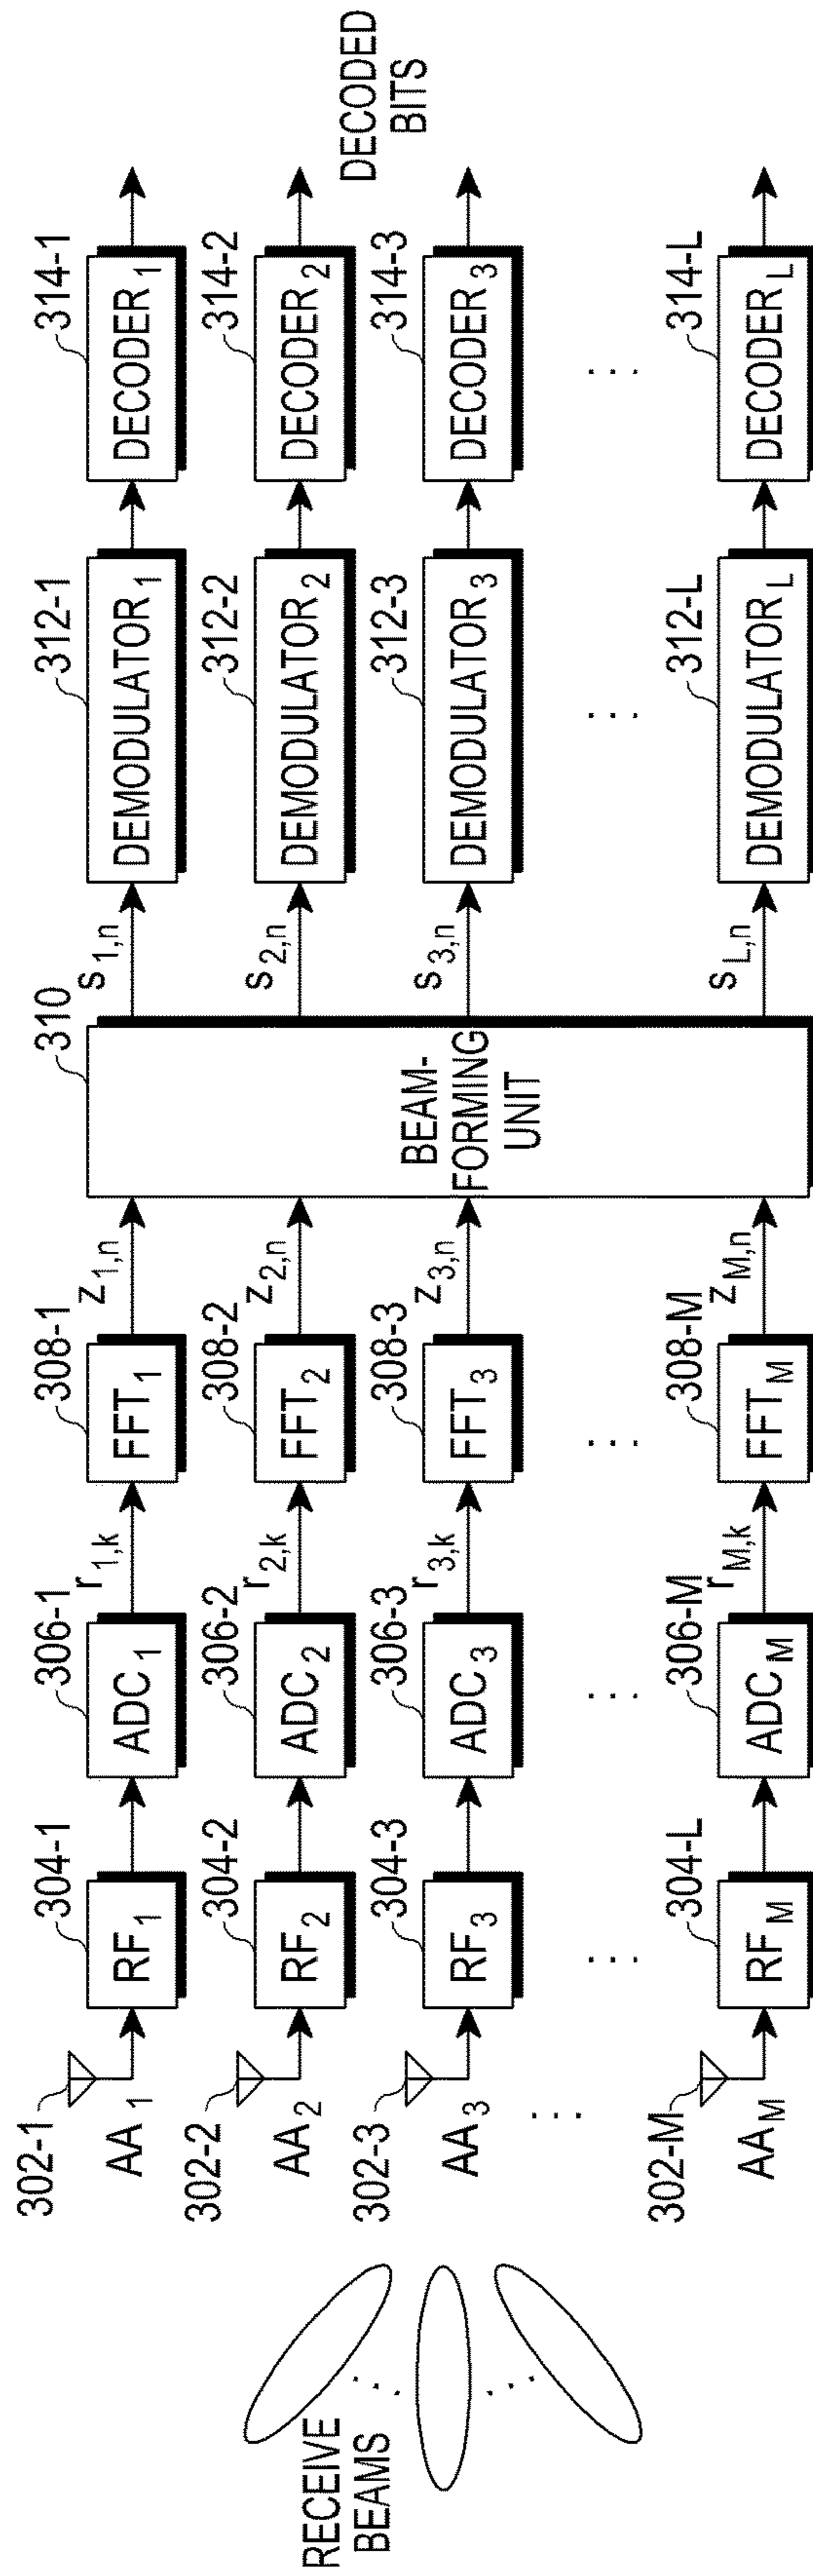 RECEIVE
BEAMS
302-1
AA1
304-1
RF1
306-1
ADC1
r1,k
308-1
FFT1
z1,n
310
BEAM-
FORMING
UNIT
s1,n
312-1
DEMODULATOR1
314-1
DECODER1
302-2
AA2
304-2
RF2
306-2
ADC2
r2,k
308-2
FFT2
z2,n
s2,n
312-2
DEMODULATOR2
314-2
DECODER2
DECODED
BITS
302-3
AA3
304-3
RF3
306-3
ADC3
r3,k
308-3
FFT3
z3,n
s3,n
312-3
DEMODULATOR3
314-3
DECODER3
302-M
AAM
304-L
RFM
306-M
ADCM
rM,k
308-M
FFTM
zM,n
sL,n
312-L
DEMODULATORL
314-L
DECODERL